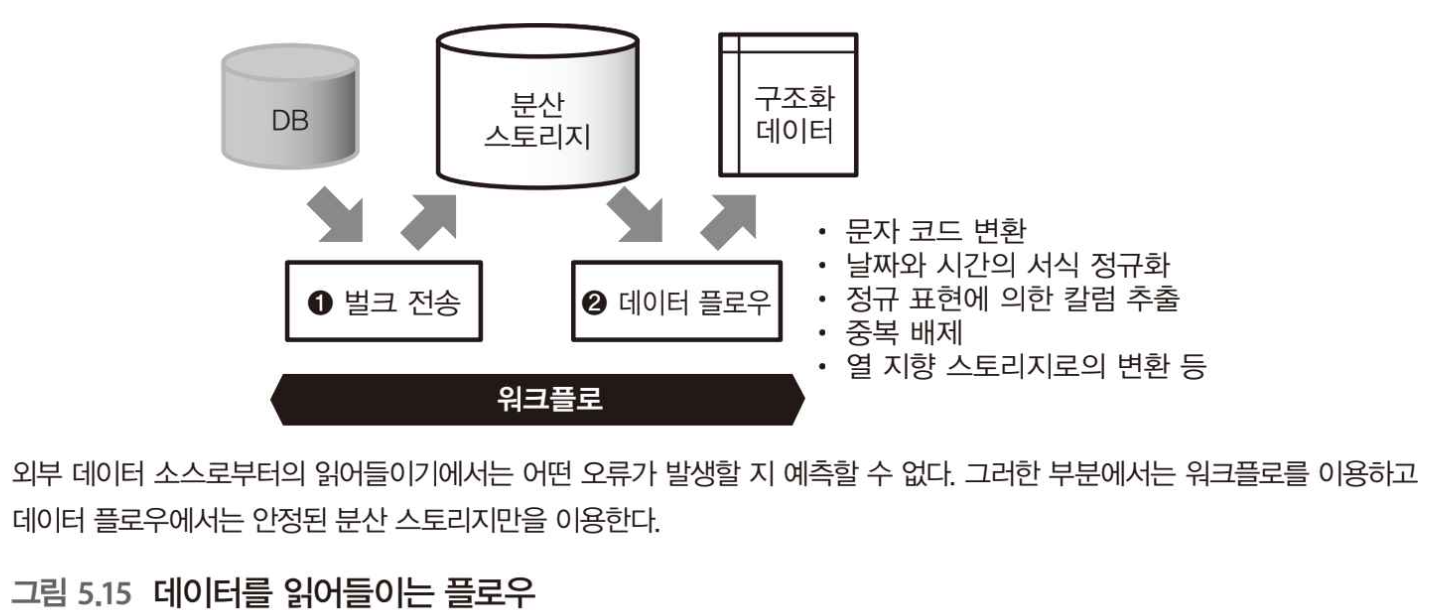 DB
분산
스토리지
구조화
데이터
❶ 벌크 전송
❷ 데이터 플로우
• 문자 코드 변환
• 날짜와 시간의 서식 정규화
• 정규 표현에 의한 칼럼 추출
• 중복 배제
• 열 지향 스토리지로의 변환 등
워크플로
외부 데이터 소스로부터의 읽어들이기에서는 어떤 오류가 발생할 지 예측할 수 없다. 그러한 부분에서는 워크플로를 이용하고
데이터 플로우에서는 안정된 분산 스토리지만을 이용한다.
그림 5.15 데이터를 읽어들이는 플로우